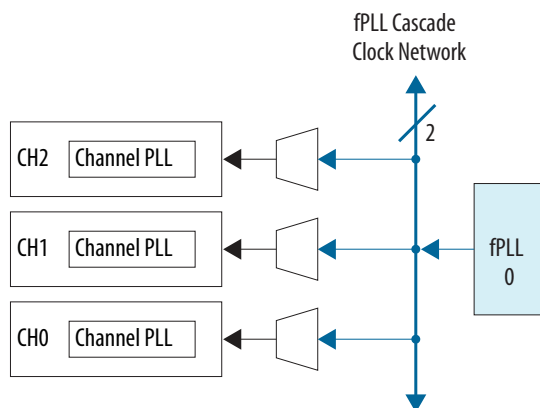 fPLL Cascade
Clock Network
2
CH2 Channel PLL
CH1 Channel PLL
fPLL
0
CH0 Channel PLL